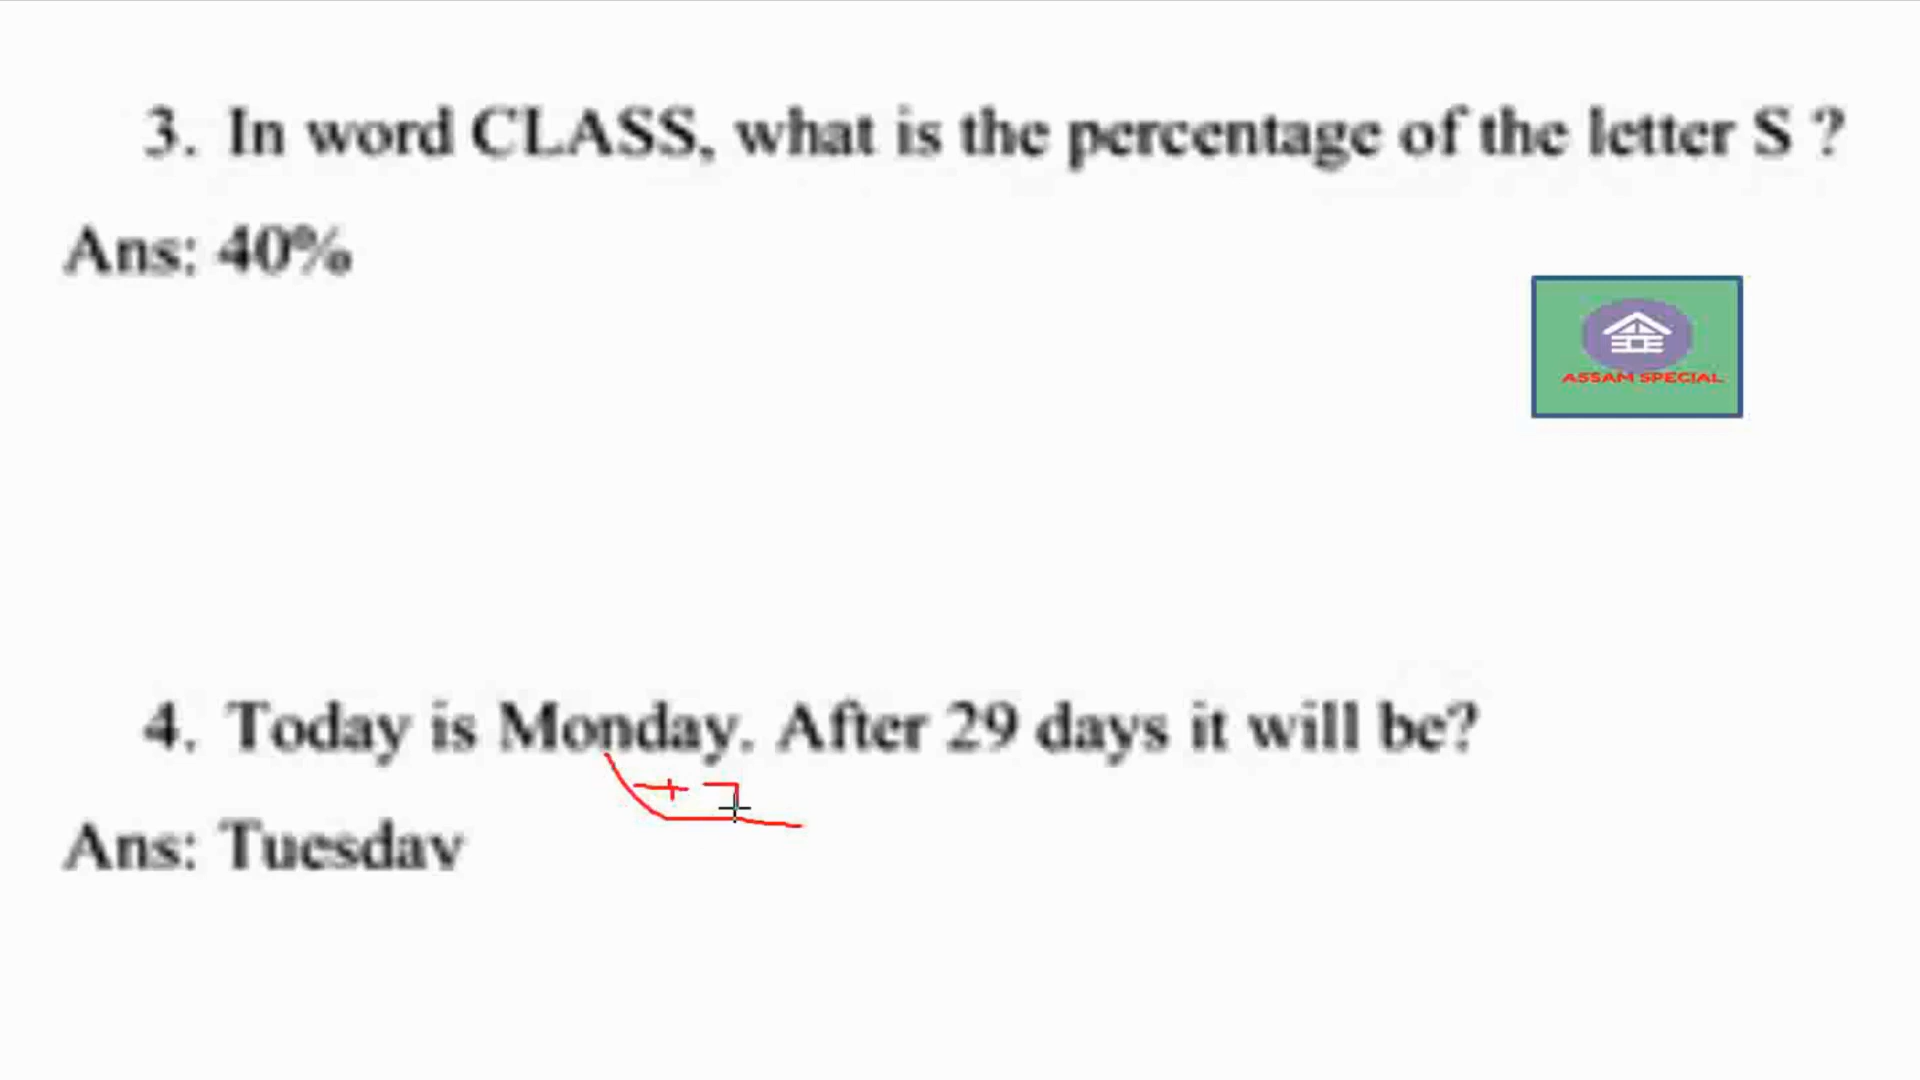 3. In word CLASS, what is the percentage of the letter S ?
Ans: 40%
ASSAM SPECIAL
4. Today is Monday. After 29 days it will be?
+ 7
Ans: Tuesday